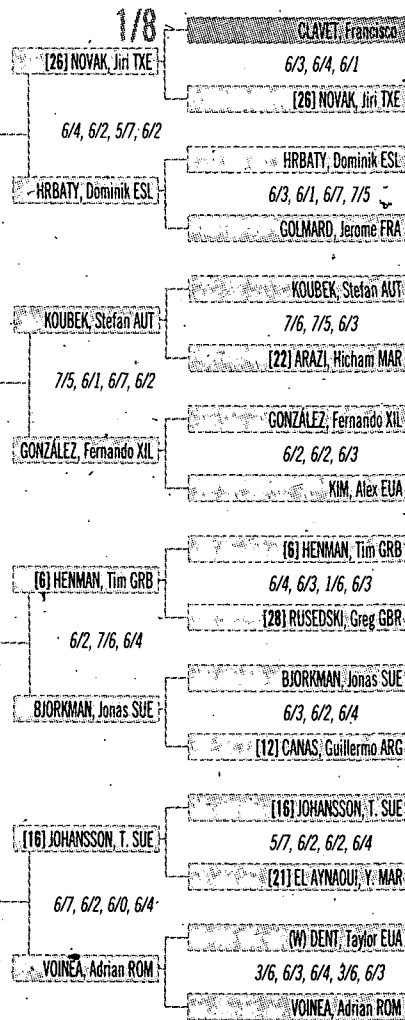 1/8
CLAVET, Francisco
[26] NOVAK, Jiri TXE
6/3, 6/4, 6/1
[26] NOVAK, Jiri TXE
6/4, 6/2, 5/7, 6/2
HRBATY, Dominik ESL
HRBATY, Dominik ESL
6/3, 6/1, 6/7, 7/5
GOLMARD, Jerome FRA
KOUBEK, Stefan AUT
KOUBEK, Stefan AUT
7/6, 7/5, 6/3
[22] ARAZI, Hicham MAR
7/5, 6/1, 6/7, 6/2
GONZÁLEZ, Fernando XIL
GONZÁLEZ, Fernando XIL
6/2, 6/2, 6/3
KIM, Alex EUA
[6] HENMAN, Tim GRB
[6] HENMAN, Tim GRB
6/4, 6/3, 1/6, 6/3
[28] RUSEDSKI, Greg GBR
6/2, 7/6, 6/4
BJORKMAN, Jonas SUE
BJORKMAN, Jonas SUE
6/3, 6/2, 6/4
[12] CANAS, Guillermo ARG
[16] JOHANSSON, T. SUE
[16] JOHANSSON, T. SUE
5/7, 6/2, 6/2, 6/4
[21] EL AYNAOUI, Y. MAR
6/7, 6/2, 6/0, 6/4
(W) DENT, Taylor EUA
VOINEA, Adrian ROM
3/6, 6/3, 6/4, 3/6, 6/3
VOINEA, Adrian ROM